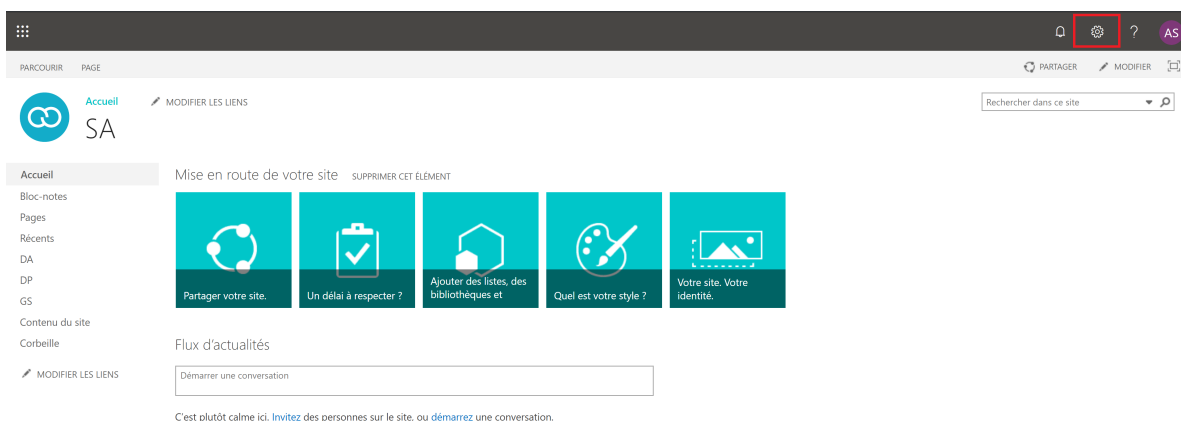 ?
AS
PARCOURIR PAGE
PARTAGER MODIFIER
Accueil MODIFIER LES LIENS
Rechercher dans ce site
SA
Accueil
Bloc-notes
Pages
Récents
DA
DP
GS
Contenu du site
Corbeille
MODIFIER LES LIENS
Mise en route de votre site SUPPRIMER CET ÉLÉMENT
Partager votre site.
Un délai à respecter ?
Ajouter des listes, des
bibliothèques et
Quel est votre style ?
Votre site. Votre
identité.
Flux d'actualités
Démarrer une conversation
C'est plutôt calme ici. Invitez des personnes sur le site. ou démarrez une conversation.